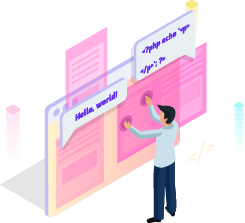 <?php echo '<p>
Hello, world!
</p>'; ?>
</>